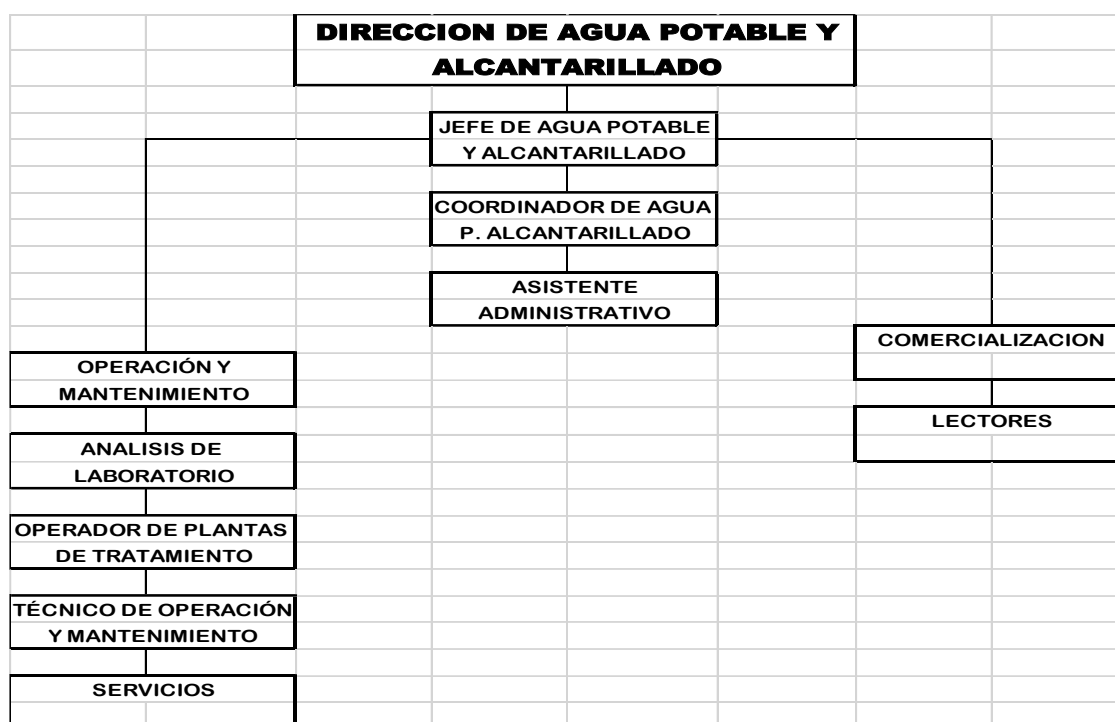 DIRECCION DE AGUA POTABLE Y
ALCANTARILLADO
JEFE DE AGUA POTABLE
Y ALCANTARILLADO
COORDINADOR DE AGUA
P. ALCANTARILLADO
ASISTENTE
ADMINISTRATIVO
COMERCIALIZACION
LECTORES
OPERACIÓN Y
MANTENIMIENTO
ANALISIS DE
LABORATORIO
OPERADOR DE PLANTAS
DE TRATAMIENTO
TÉCNICO DE OPERACIÓN
Y MANTENIMIENTO
SERVICIOS